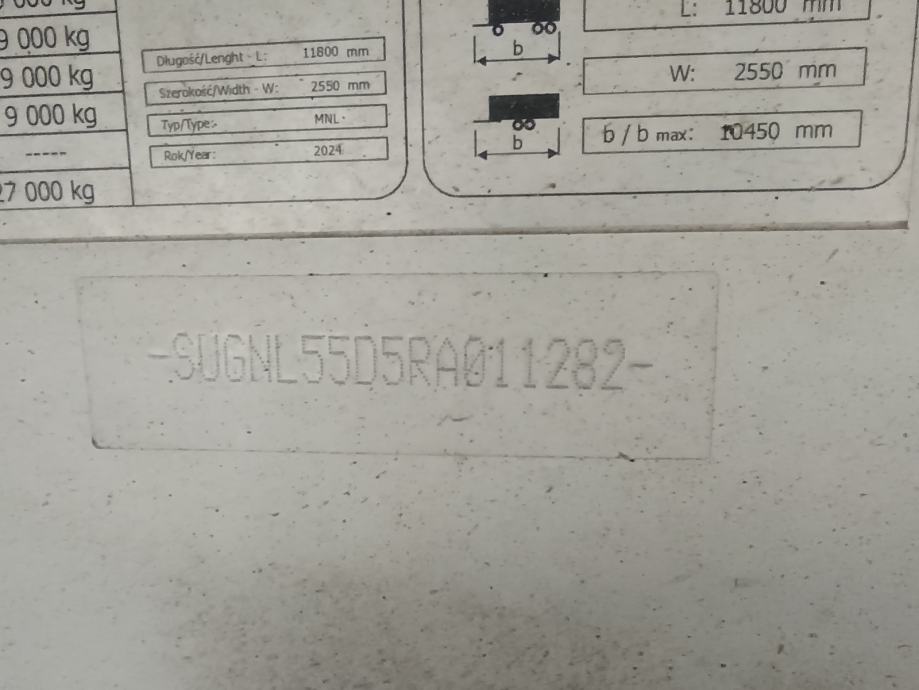 9 000 kg
9 000 kg
9 000 kg
-----
27 000 kg
Długość/Lenght - L: 11800 mm
Szerokość/Width - W: 2550 mm
Typ/Type: MNL
Rok/Year: 2024
b
b
L: 11800 mm
W: 2550 mm
b / b max: 10450 mm
-SUGNL55D5RA011282-